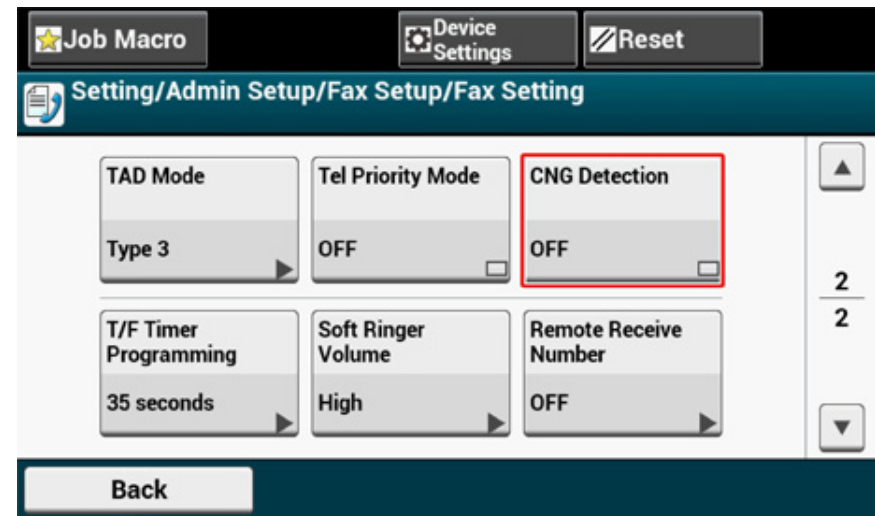 Job Macro
Device
Settings
Reset
Setting/Admin Setup/Fax Setup/Fax Setting
TAD Mode
Type 3
Tel Priority Mode
OFF
CNG Detection
OFF
2
2
T/F Timer
Programming
35 seconds
Soft Ringer
Volume
High
Remote Receive
Number
OFF
Back